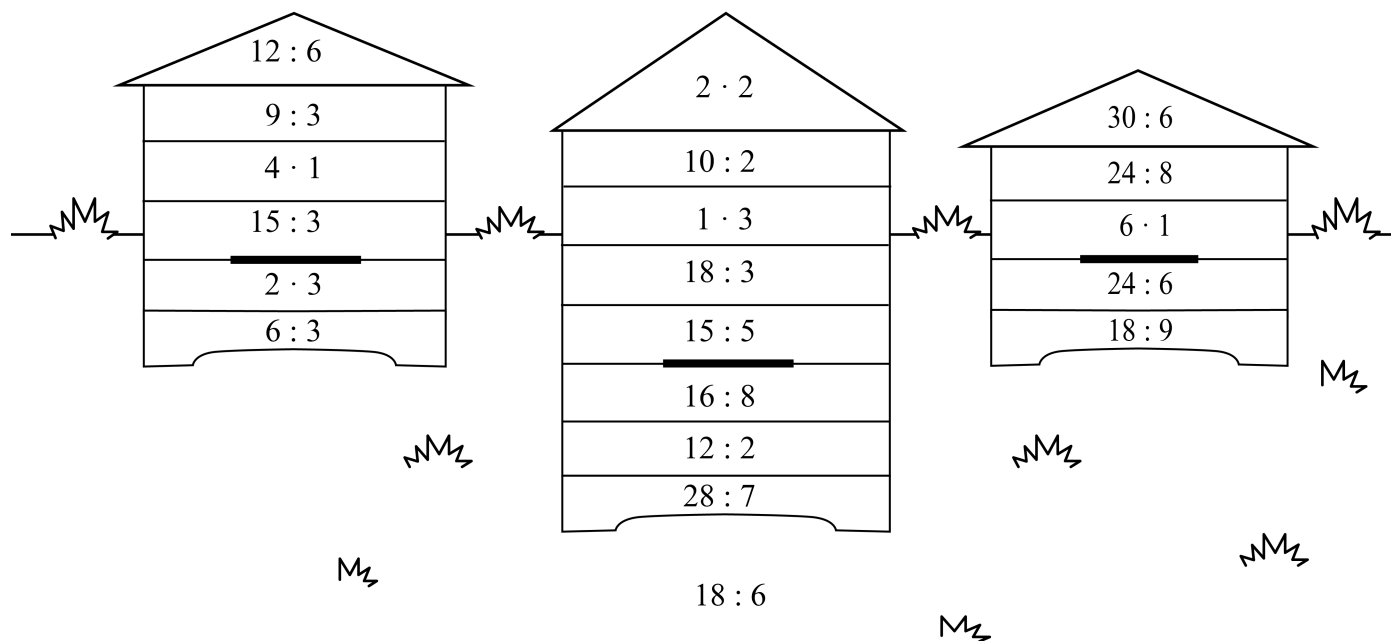 12 : 6
9 : 3
4 · 1
15 : 3
2 · 3
6 : 3
2 · 2
10 : 2
1 · 3
18 : 3
15 : 5
16 : 8
12 : 2
28 : 7
30 : 6
24 : 8
6 · 1
24 : 6
18 : 9
18 : 6